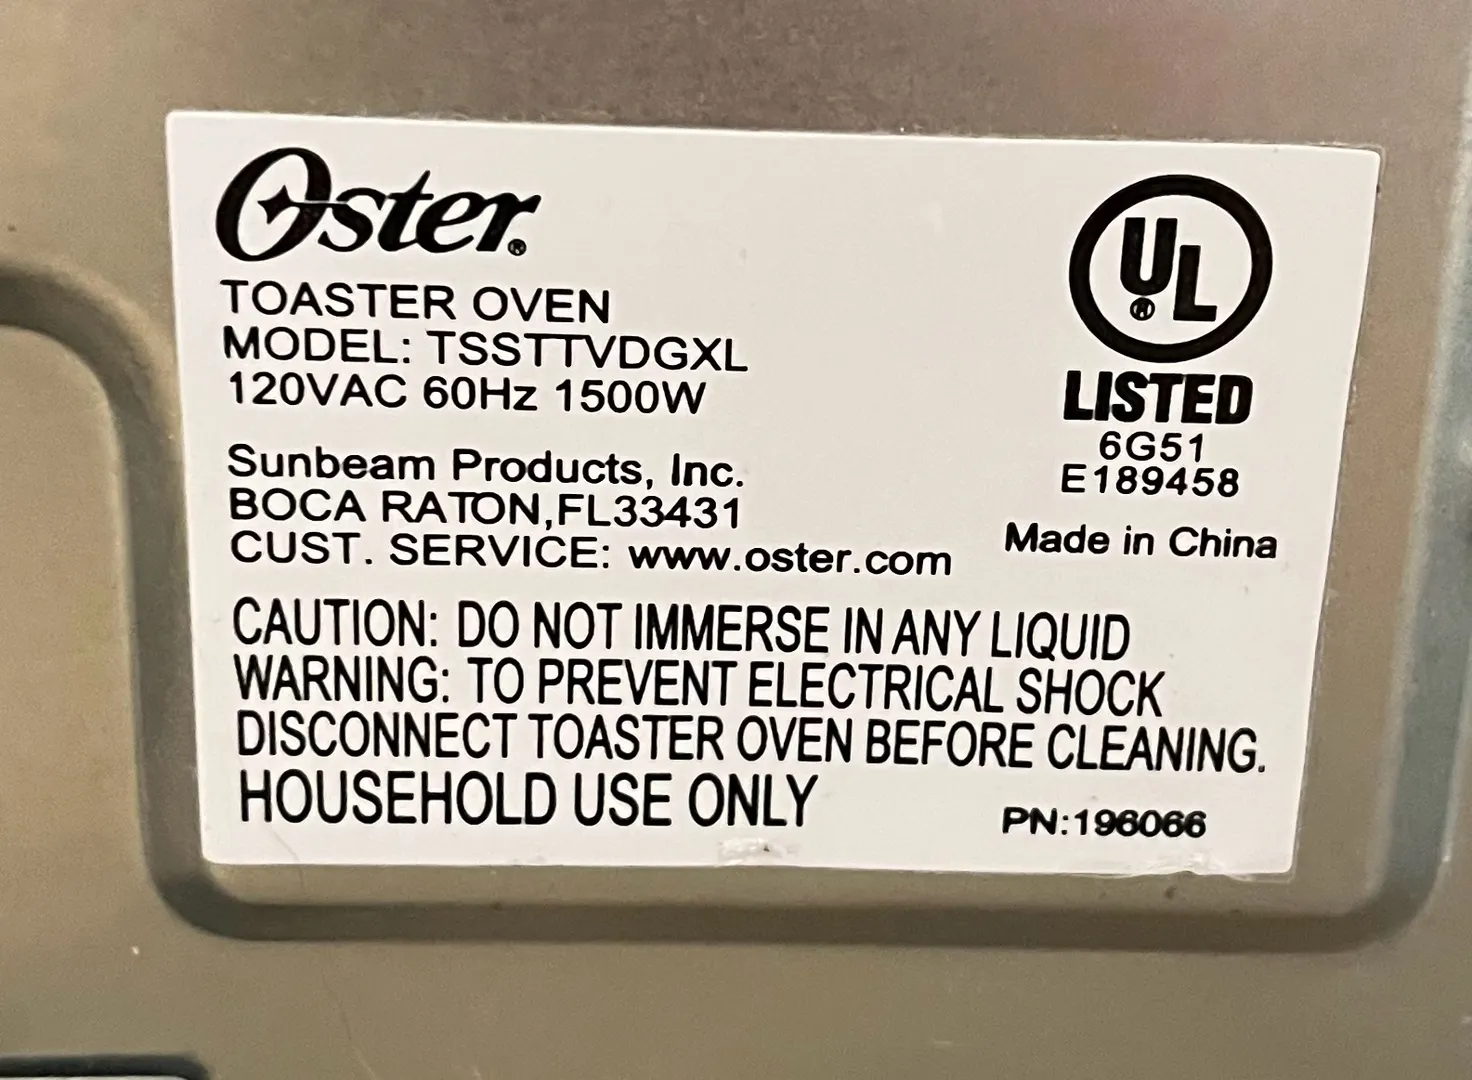 Oster®
TOASTER OVEN
MODEL: TSSTTVDGXL
120VAC 60Hz 1500W
Sunbeam Products, Inc.
BOCA RATON,FL33431
CUST. SERVICE: www.oster.com
UL®
LISTED
6G51
E189458
Made in China
CAUTION: DO NOT IMMERSE IN ANY LIQUID
WARNING: TO PREVENT ELECTRICAL SHOCK
DISCONNECT TOASTER OVEN BEFORE CLEANING.
HOUSEHOLD USE ONLY
PN:196066